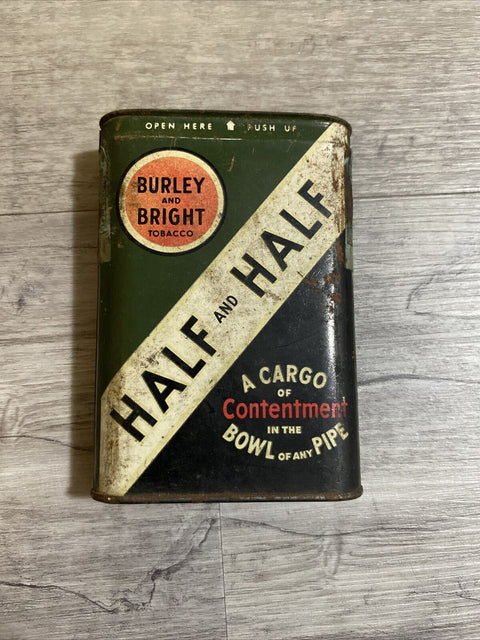 OPEN HERE PUSH UP
BURLEY
AND
BRIGHT
TOBACCO
HALF AND HALF
A CARGO
OF
Contentment
IN THE
BOWL OF ANY PIPE